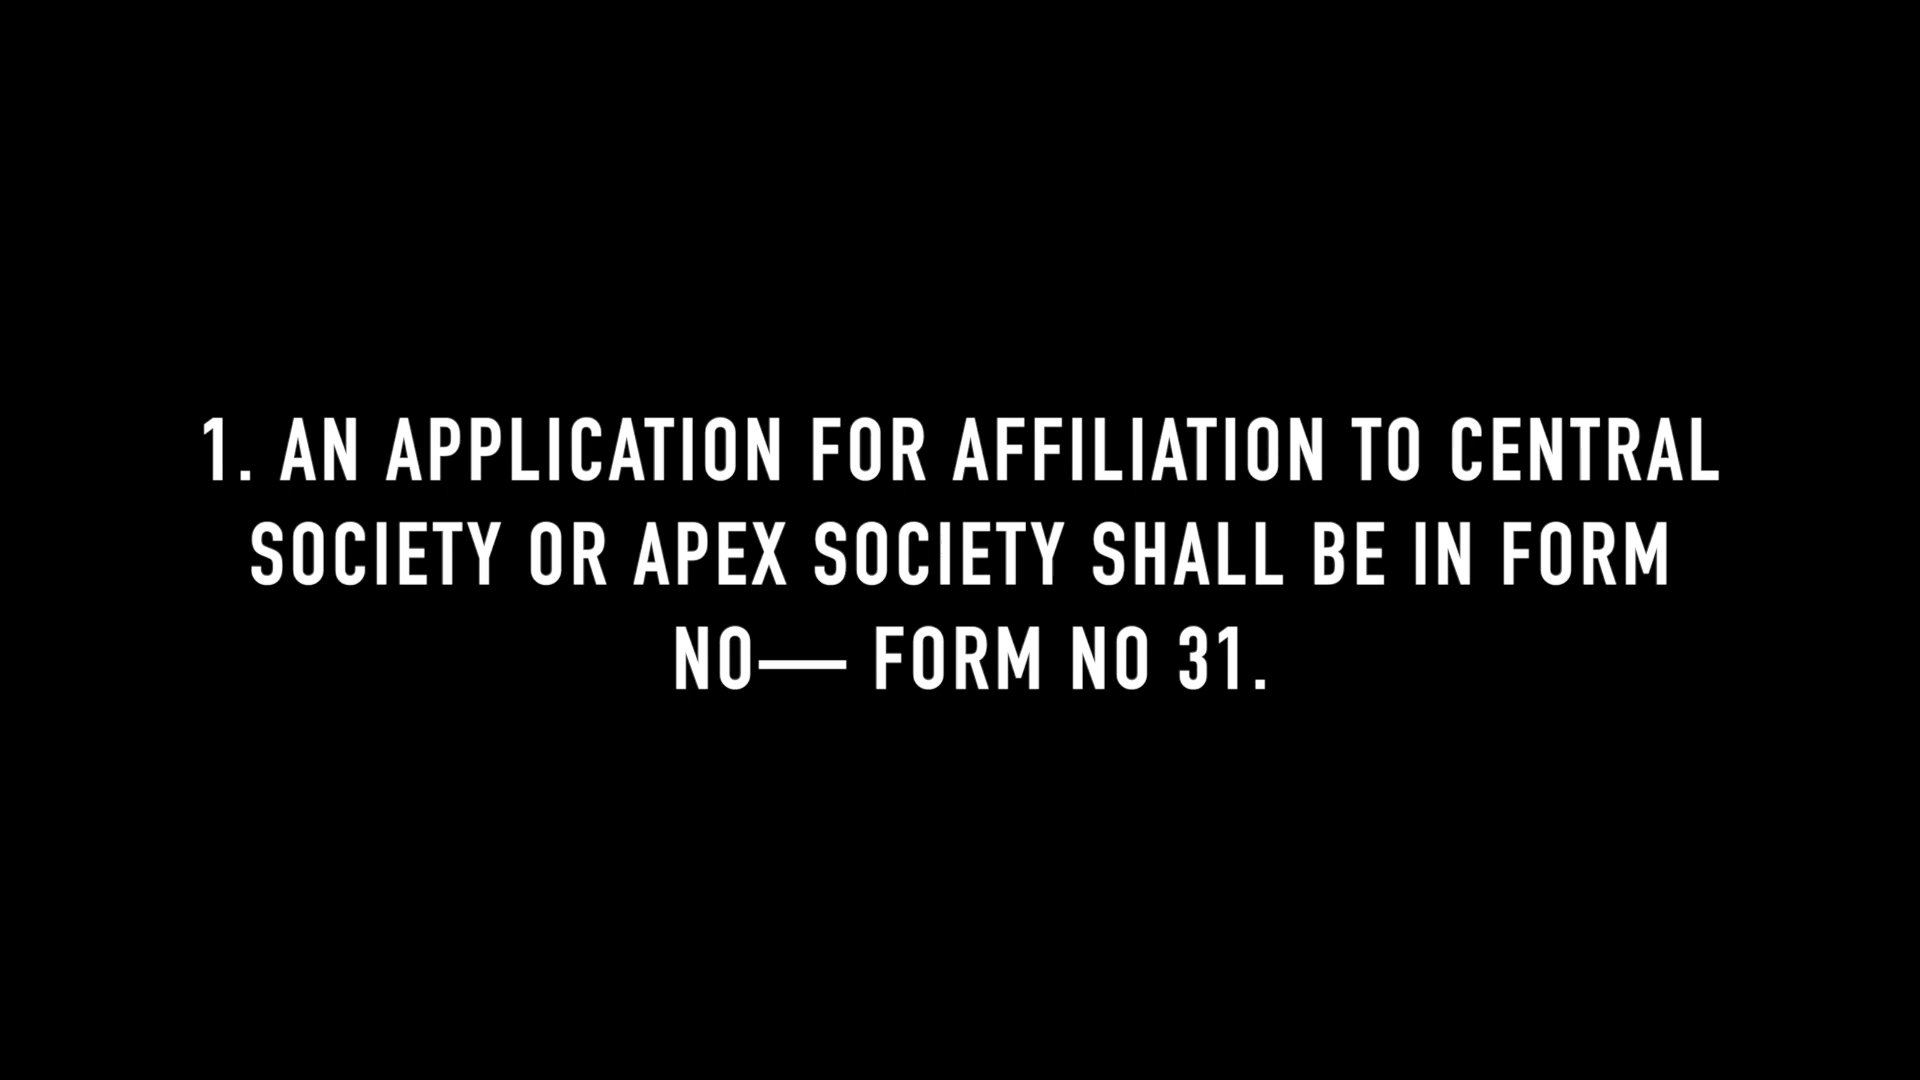 1. AN APPLICATION FOR AFFILIATION TO CENTRAL
SOCIETY OR APEX SOCIETY SHALL BE IN FORM
NO— FORM NO 31.